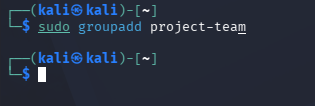 ┌──(kali㉿kali)-[~]
└─$ sudo groupadd project-team
┌──(kali㉿kali)-[~]
└─$